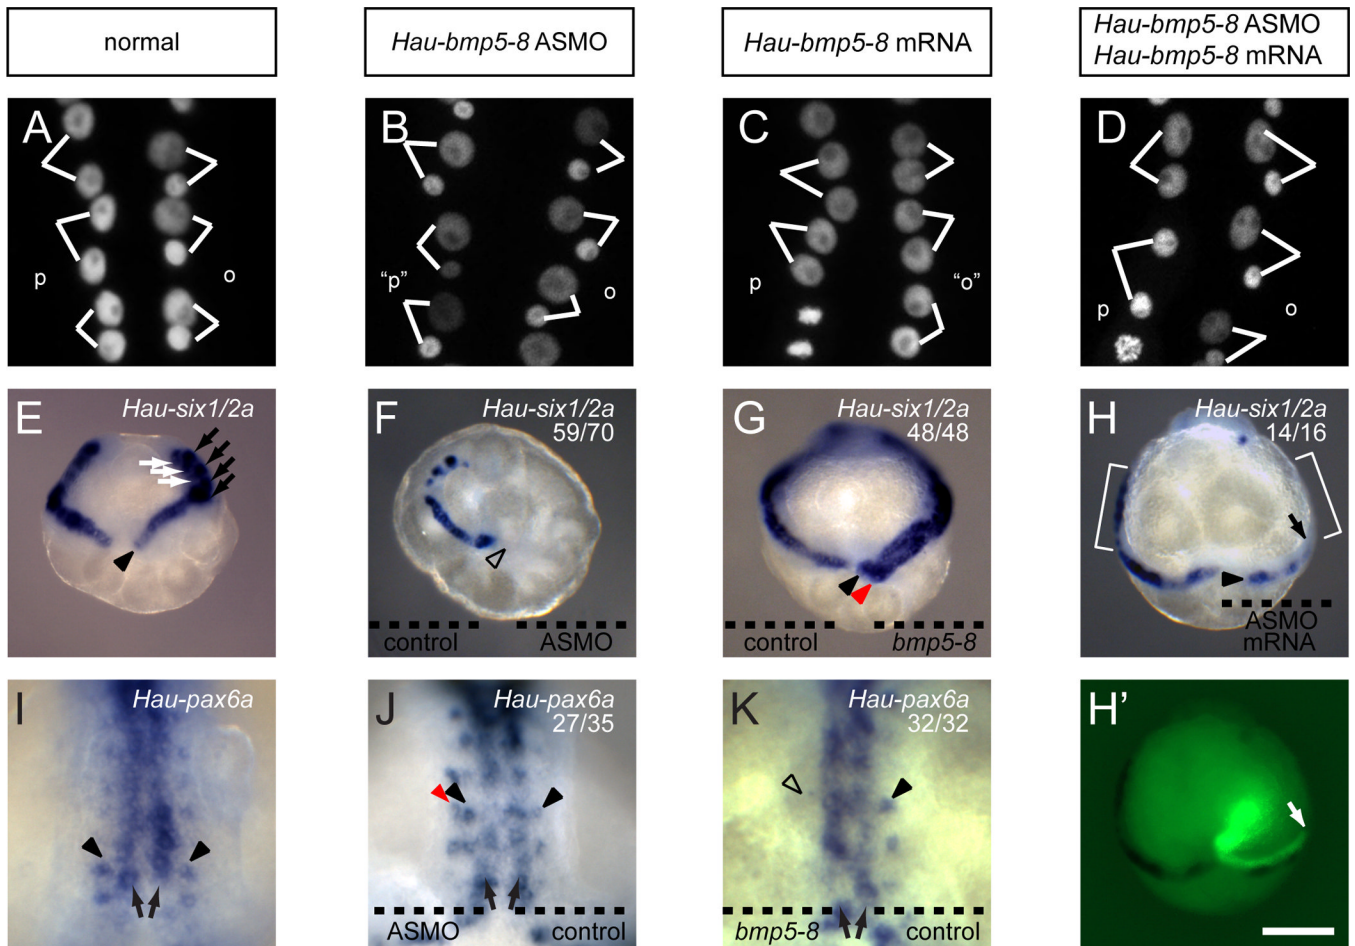 normal
Hau-bmp5-8 ASMO
Hau-bmp5-8 mRNA
Hau-bmp5-8 ASMO
Hau-bmp5-8 mRNA
A
p
o
B
"p"
o
C
p
"o"
D
p
o
E
Hau-six1/2a
F
Hau-six1/2a
59/70
control
ASMO
G
Hau-six1/2a
48/48
control
bmp5-8
H
Hau-six1/2a
14/16
ASMO
mRNA
I
Hau-pax6a
J
Hau-pax6a
27/35
ASMO
control
K
Hau-pax6a
32/32
bmp5-8
control
H'